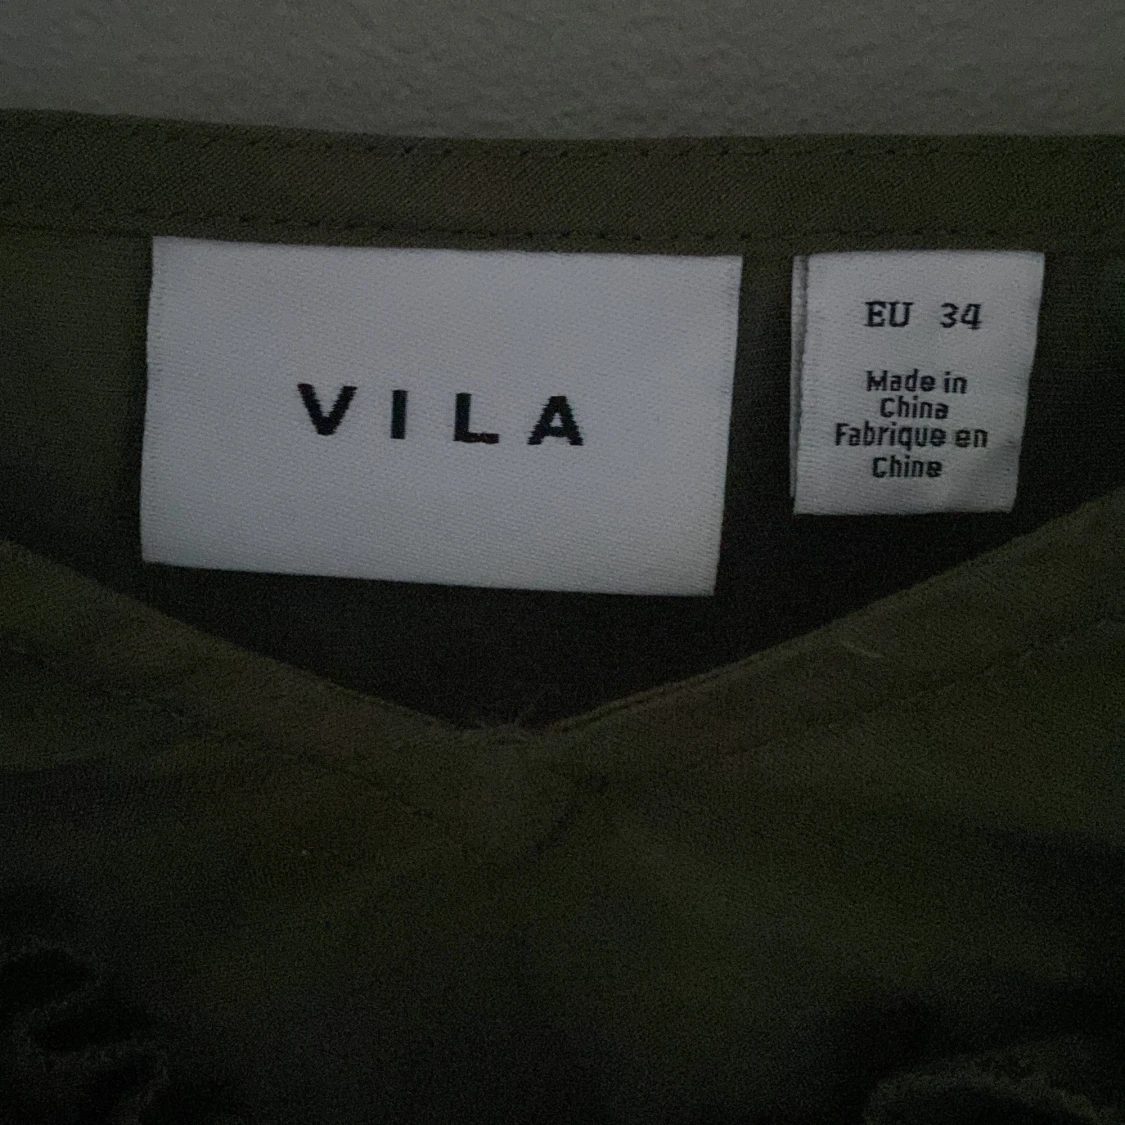 VILA
EU 34
Made in
China
Fabrique en
Chine